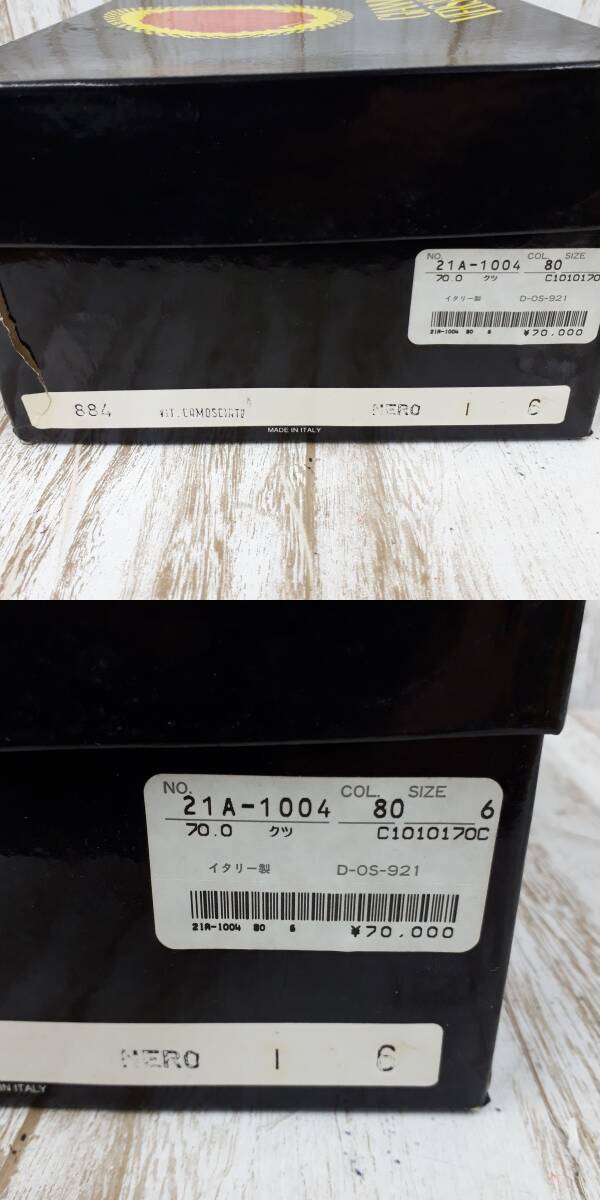 NO. COL. SIZE
21A-1004 80
70.0 クツ C1010170
イタリー製 D-OS-921
21A-1004 80 6 ¥70,000
884 VIT.CAMOSCIATO NERO 1 6
MADE IN ITALY
NO. COL. SIZE
21A-1004 80 6
70.0 クツ C1010170C
イタリー製 D-OS-921
21A-1004 80 6 ¥70,000
NERO 1 6
IN ITALY